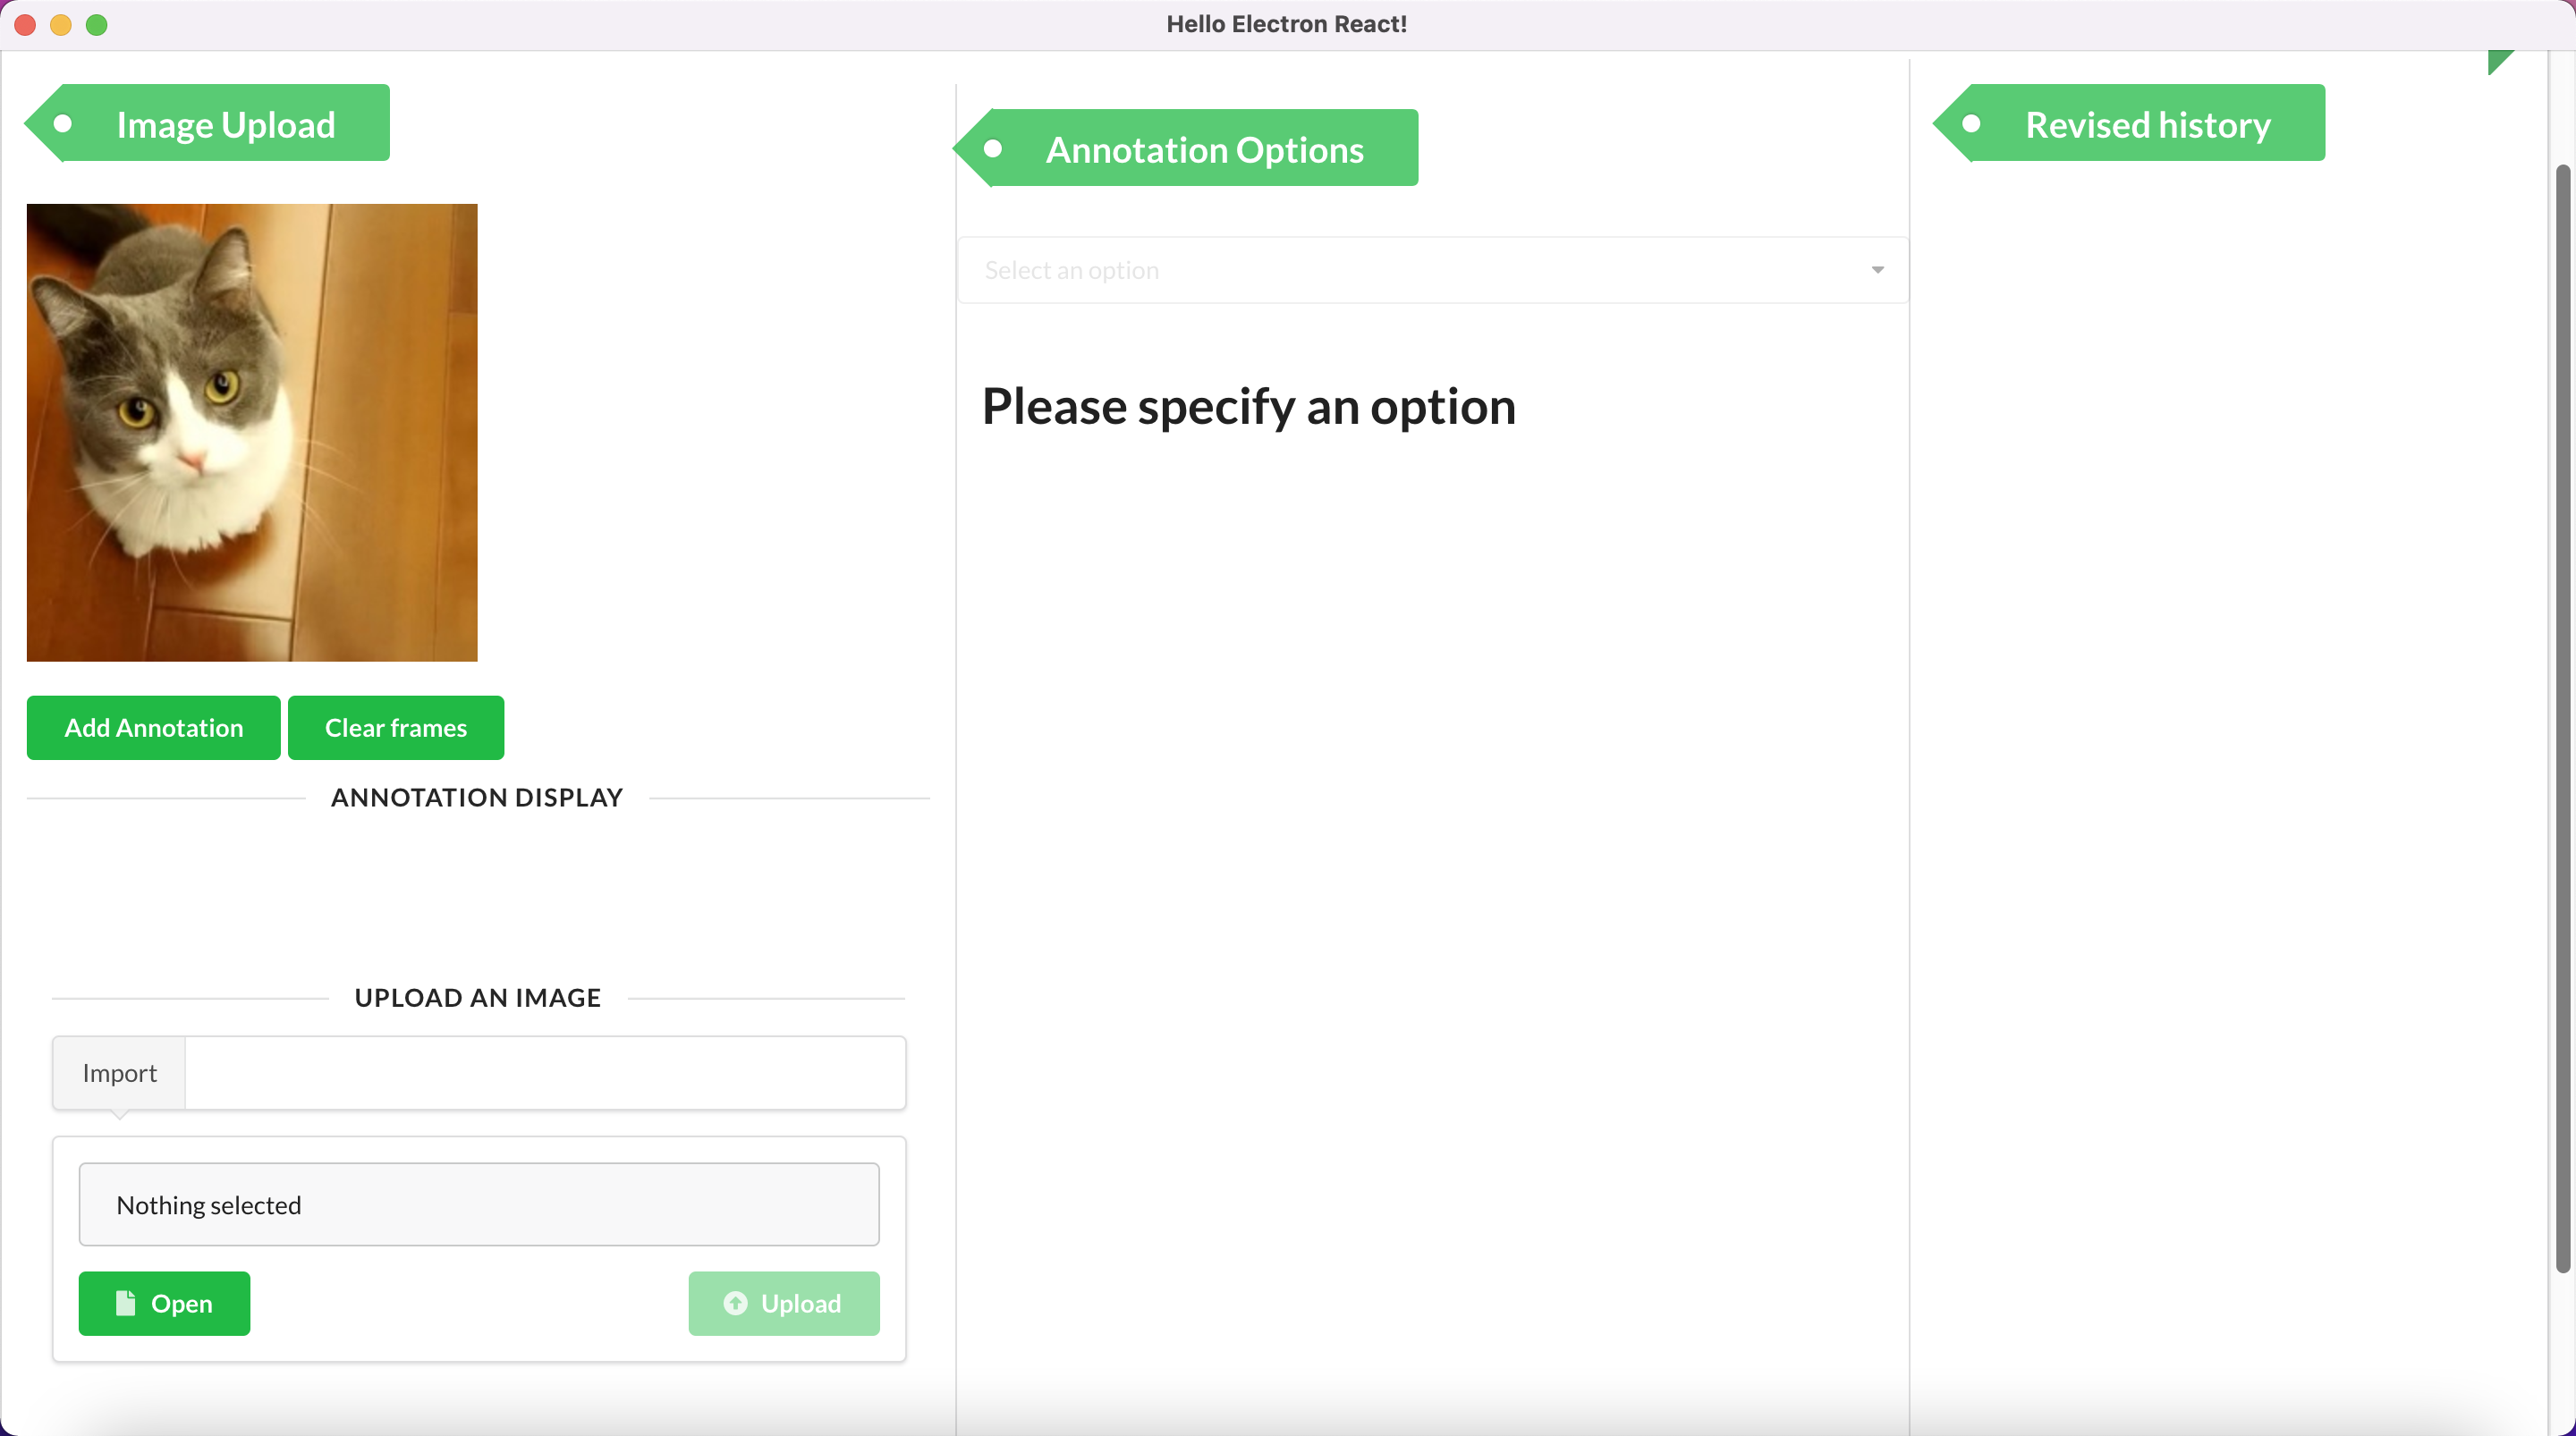 Hello Electron React!
Image Upload
Add Annotation
Clear frames
ANNOTATION DISPLAY
UPLOAD AN IMAGE
Import
Nothing selected
Open
Upload
Annotation Options
Select an option
Please specify an option
Revised history